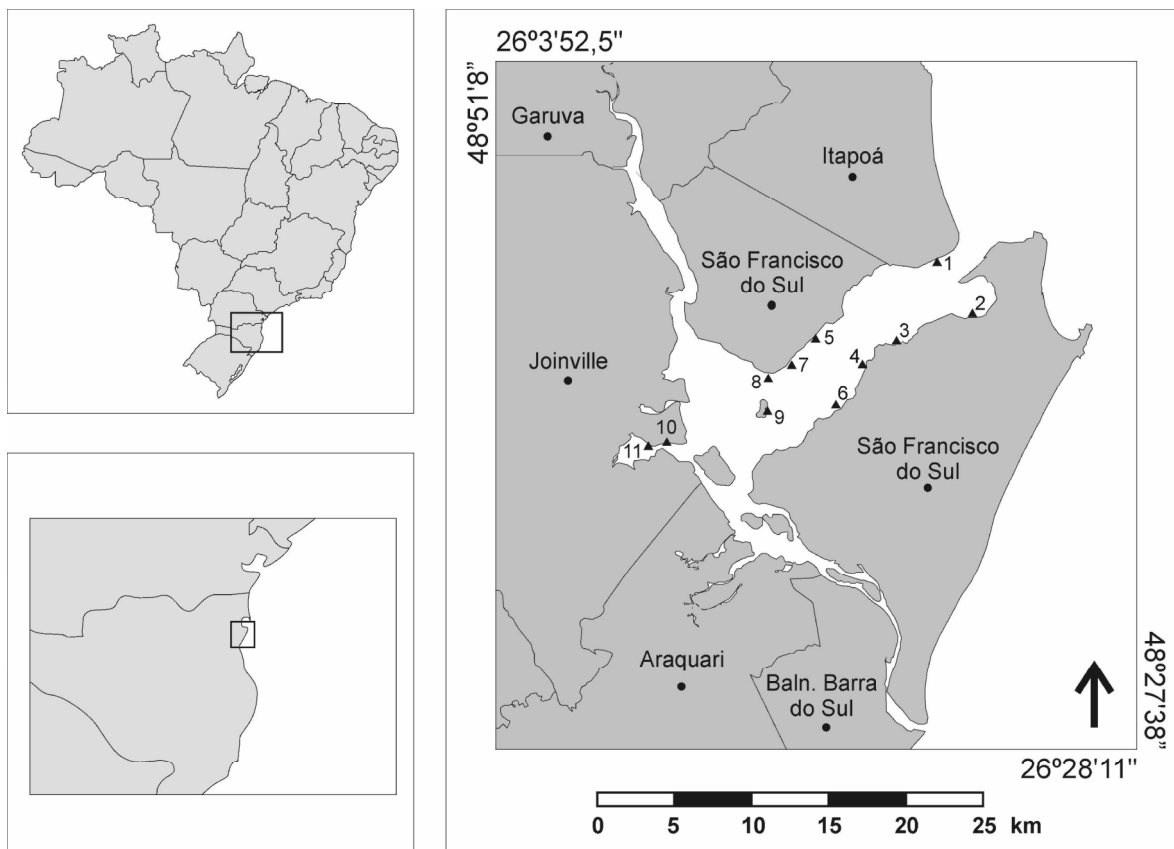 26º3'52,5"
48º51'8"
Garuva
Itapoá
São Francisco
do Sul
1
2
3
5
4
7
8
6
9
Joinville
10
11
São Francisco
do Sul
Araquari
Baln. Barra
do Sul
48º27'38"
26º28'11"
0 5 10 15 20 25 km